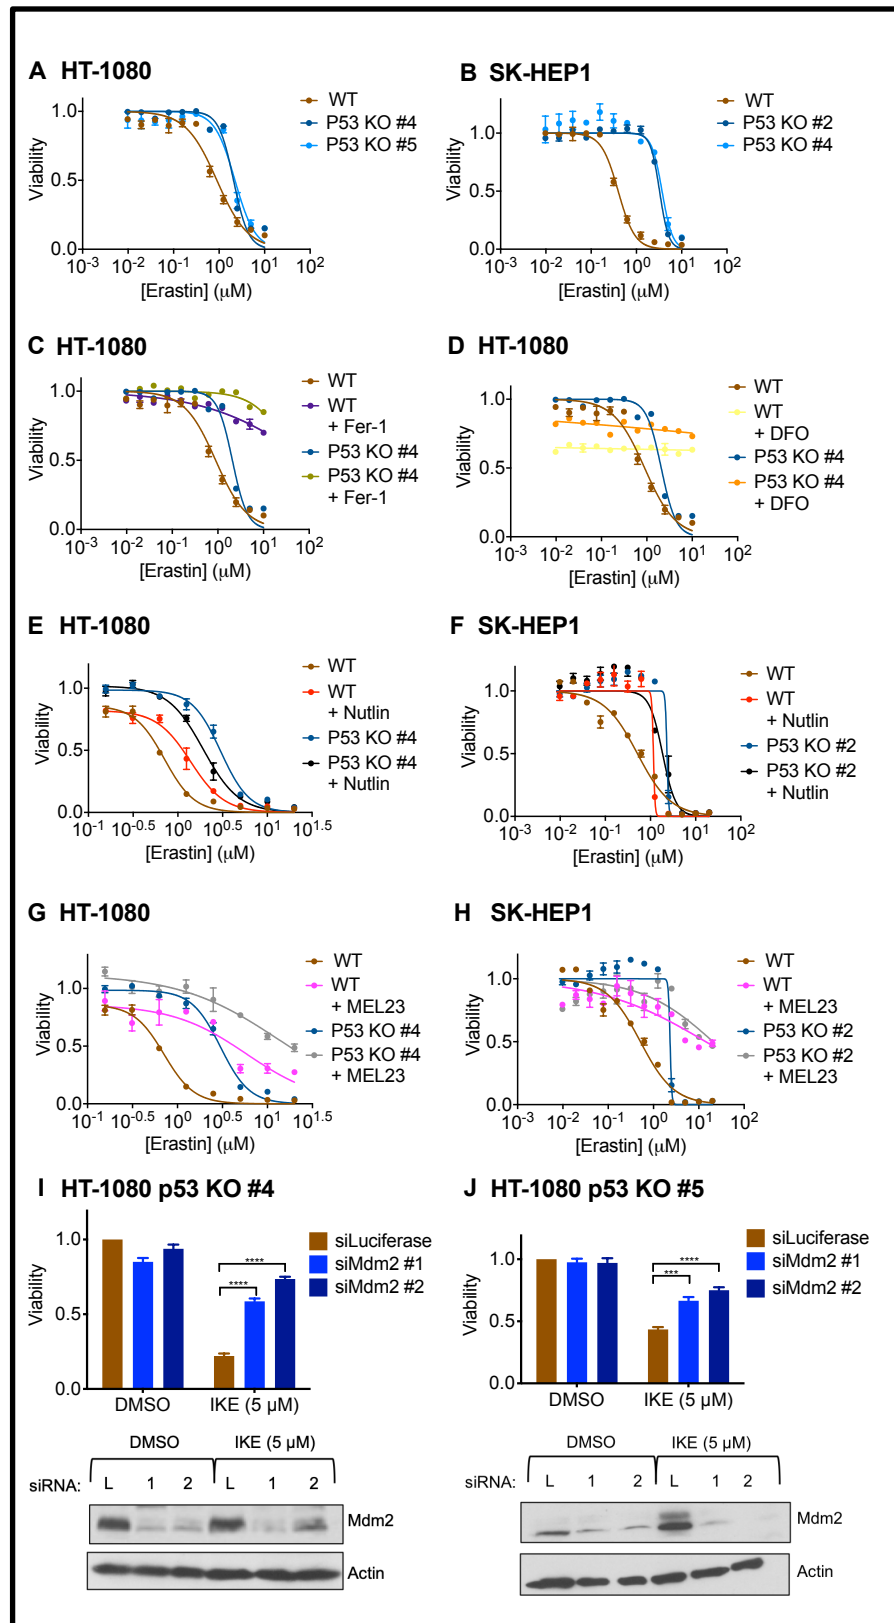 A HT-1080
WT
P53 KO #4
P53 KO #5
Viability
1.0
0.5
0.0
10-3 10-2 10-1 100 101 102
[Erastin] (μM)
B SK-HEP1
WT
P53 KO #2
P53 KO #4
Viability
1.0
0.5
0.0
10-3 10-2 10-1 100 101 102
[Erastin] (μM)
C HT-1080
WT
WT
+ Fer-1
P53 KO #4
P53 KO #4
+ Fer-1
Viability
1.0
0.5
0.0
10-3 10-2 10-1 100 101 102
[Erastin] (μM)
D HT-1080
WT
WT
+ DFO
P53 KO #4
P53 KO #4
+ DFO
Viability
1.0
0.5
0.0
10-3 10-2 10-1 100 101 102
[Erastin] (μM)
E HT-1080
WT
WT
+ Nutlin
P53 KO #4
P53 KO #4
+ Nutlin
Viability
1.0
0.5
0.0
10-1 10-0.5 100 100.5 101 101.5
[Erastin] (μM)
F SK-HEP1
WT
WT
+ Nutlin
P53 KO #2
P53 KO #2
+ Nutlin
Viability
1.0
0.5
0.0
10-3 10-2 10-1 100 101 102
[Erastin] (μM)
G HT-1080
WT
WT
+ MEL23
P53 KO #4
P53 KO #4
+ MEL23
Viability
1.0
0.5
0.0
10-1 10-0.5 100 100.5 101 101.5
[Erastin] (μM)
H SK-HEP1
WT
WT
+ MEL23
P53 KO #2
P53 KO #2
+ MEL23
Viability
1.0
0.5
0.0
10-3 10-2 10-1 100 101 102
[Erastin] (μM)
I HT-1080 p53 KO #4
siLuciferase
siMdm2 #1
siMdm2 #2
Viability
1.0
0.5
0.0
****
****
DMSO IKE (5 μM)
DMSO IKE (5 μM)
siRNA: L 1 2 L 1 2
Mdm2
Actin
J HT-1080 p53 KO #5
siLuciferase
siMdm2 #1
siMdm2 #2
Viability
1.0
0.5
0.0
****
***
DMSO IKE (5 μM)
DMSO IKE (5 μM)
siRNA: L 1 2 L 1 2
Mdm2
Actin